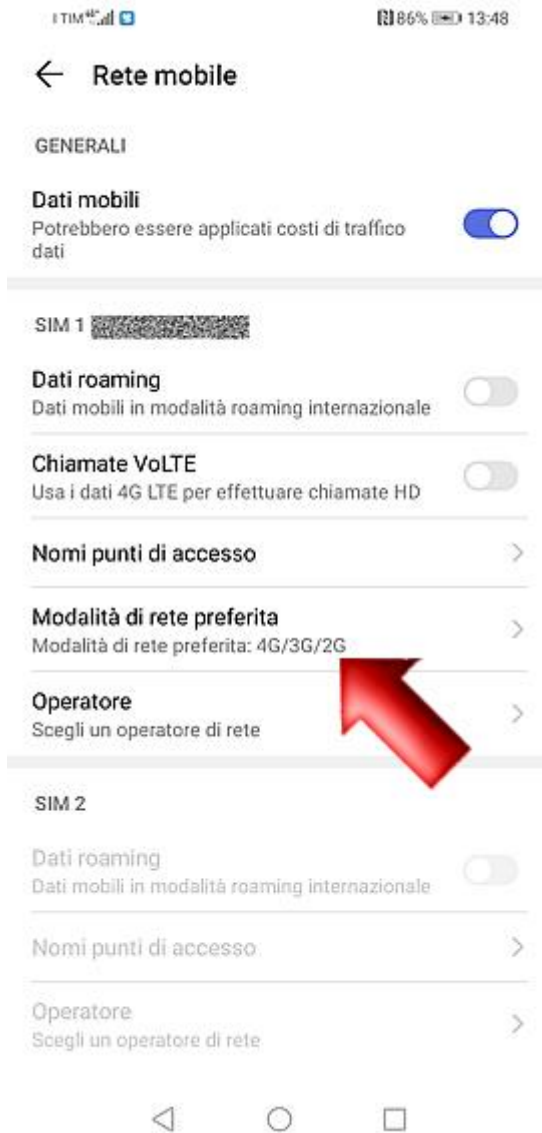 TIM 86% 13:48
Rete mobile
GENERALI
Dati mobili
Potrebbero essere applicati costi di traffico
dati
SIM 1
Dati roaming
Dati mobili in modalità roaming internazionale
Chiamate VoLTE
Usa i dati 4G LTE per effettuare chiamate HD
Nomi punti di accesso
Modalità di rete preferita
Modalità di rete preferita: 4G/3G/2G
Operatore
Scegli un operatore di rete
SIM 2
Dati roaming
Dati mobili in modalità roaming internazionale
Nomi punti di accesso
Operatore
Scegli un operatore di rete